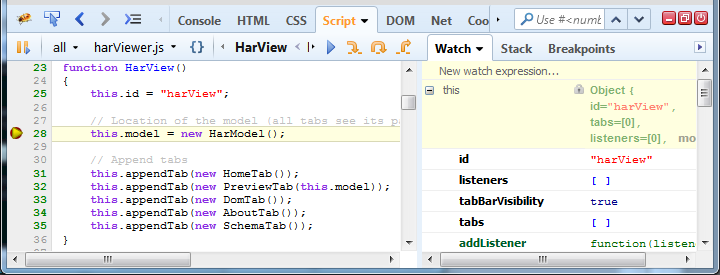 Console HTML CSS Script DOM Net
Use #<numb
all harViewer.js {} HarView
Watch Stack Breakpoints
23 function HarView()
24 {
25 this.id = "harView";
26
27 // Location of the model (all tabs see its
28 this.model = new HarModel();
29
30 // Append tabs
31 this.appendTab(new HomeTab());
32 this.appendTab(new PreviewTab(this.model));
33 this.appendTab(new DomTab());
34 this.appendTab(new AboutTab());
35 this.appendTab(new SchemaTab());
36 }
New watch expression...
this Object {
id="harView",
tabs=[0],
listeners=[0], mo
id "harView"
listeners [ ]
tabBarVisibility true
tabs [ ]
addListener function(listen